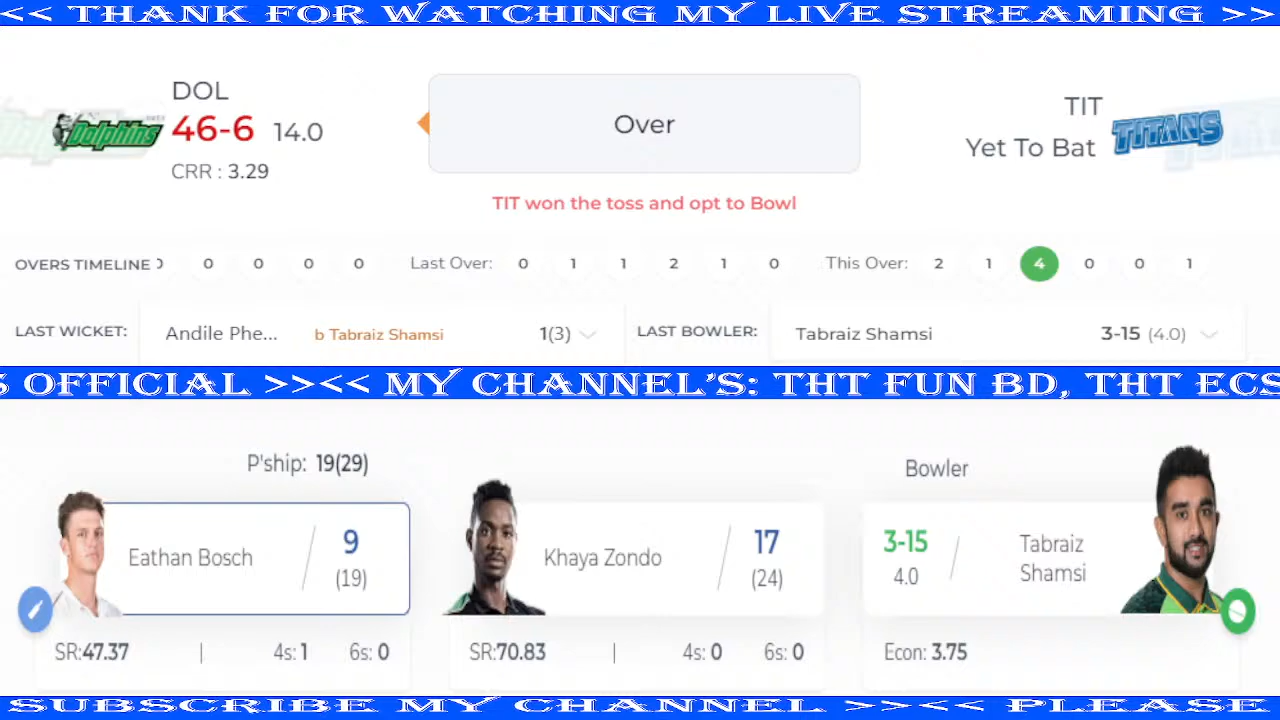 << THANK FOR WATCHING MY LIVE STREAMING >>
DOL
Dolphins
46-6 14.0
CRR : 3.29
Over
TIT
Yet To Bat
TITANS
TIT won the toss and opt to Bowl
OVERS TIMELINE 0 0 0 0 Last Over: 0 1 1 2 1 0 This Over: 2 1 4 0 0 1
LAST WICKET: Andile Phe... b Tabraiz Shamsi 1(3) LAST BOWLER: Tabraiz Shamsi 3-15 (4.0)
S OFFICIAL >><< MY CHANNEL'S: THT FUN BD, THT ECS
P'ship: 19(29)
Bowler
Eathan Bosch 9 (19)
Khaya Zondo 17 (24)
3-15 4.0 Tabraiz Shamsi
SR:47.37 | 4s: 1 6s: 0
SR:70.83 | 4s: 0 6s: 0
Econ: 3.75
SUBSCRIBE MY CHANNEL >><< PLEASE